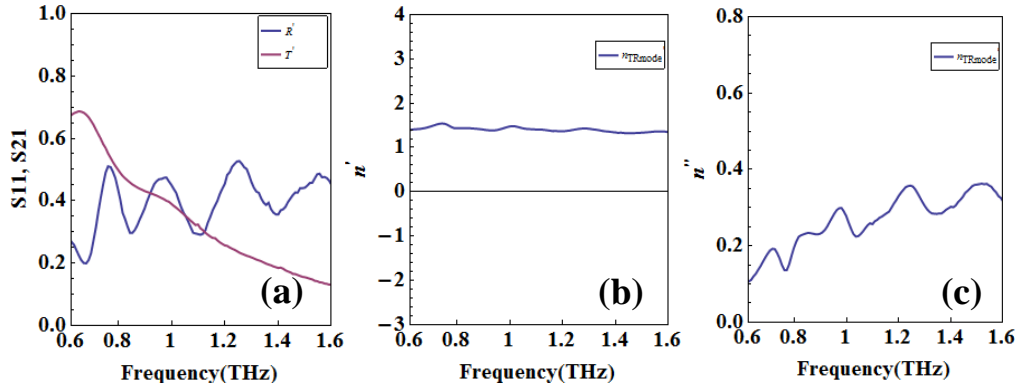 1.0
0.8
0.6
0.4
0.2
0.0
S11, S21
R'
T'
(a)
0.6 0.8 1 1.2 1.4 1.6
Frequency(THz)
4
3
2
1
0
−1
−2
−3
n'
nTRmode'
(b)
0.6 0.8 1 1.2 1.4 1.6
Frequency(THz)
0.8
0.6
0.4
0.2
0.0
n''
nTRmode'
(c)
0.6 0.8 1 1.2 1.4 1.6
Frequency(THz)